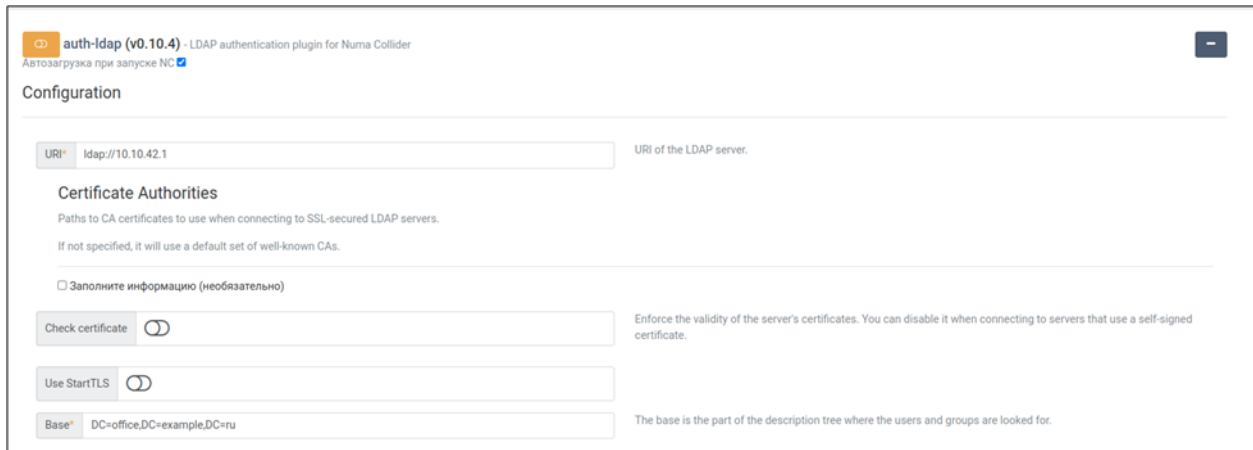 auth-ldap (v0.10.4) - LDAP authentication plugin for Numa Collider
Автозагрузка при запуске NC
Configuration
URI* ldap://10.10.42.1
URI of the LDAP server.
Certificate Authorities
Paths to CA certificates to use when connecting to SSL-secured LDAP servers.
If not specified, it will use a default set of well-known CAs.
Заполните информацию (необязательно)
Check certificate
Enforce the validity of the server's certificates. You can disable it when connecting to servers that use a self-signed
certificate.
Use StartTLS
Base* DC=office,DC=example,DC=ru
The base is the part of the description tree where the users and groups are looked for.